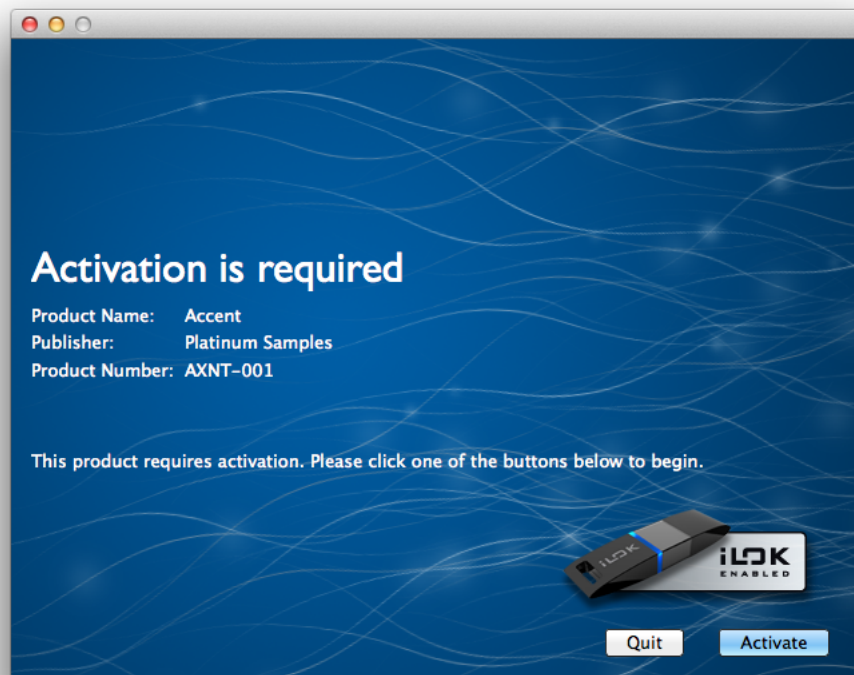 Activation is required
Product Name: Accent
Publisher: Platinum Samples
Product Number: AXNT-001
This product requires activation. Please click one of the buttons below to begin.
iLOK
iLOK
ENABLED
Quit Activate